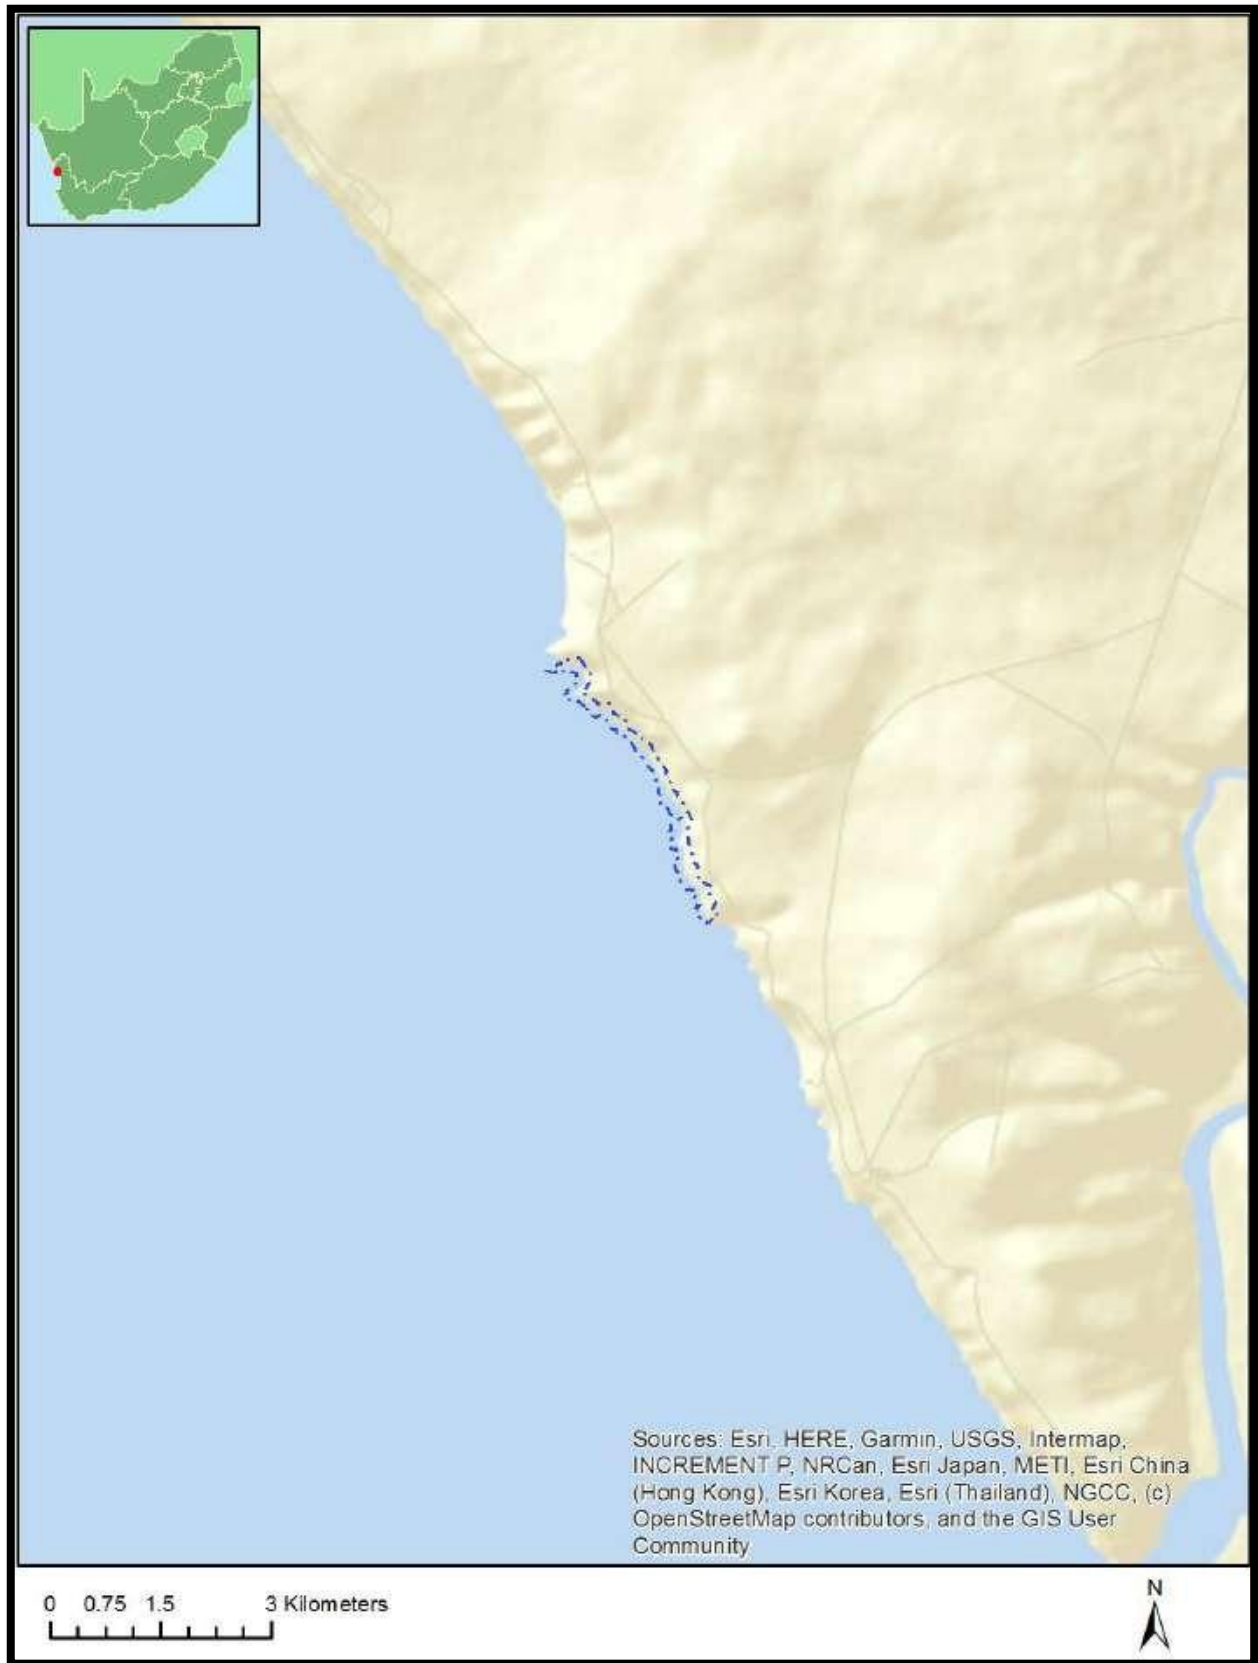 Sources: Esri, HERE, Garmin, USGS, Intermap,
INCREMENT P, NRCan, Esri Japan, METI, Esri China
(Hong Kong), Esri Korea, Esri (Thailand), NGCC, (c)
OpenStreetMap contributors, and the GIS User
Community
0 0.75 1.5 3 Kilometers
N